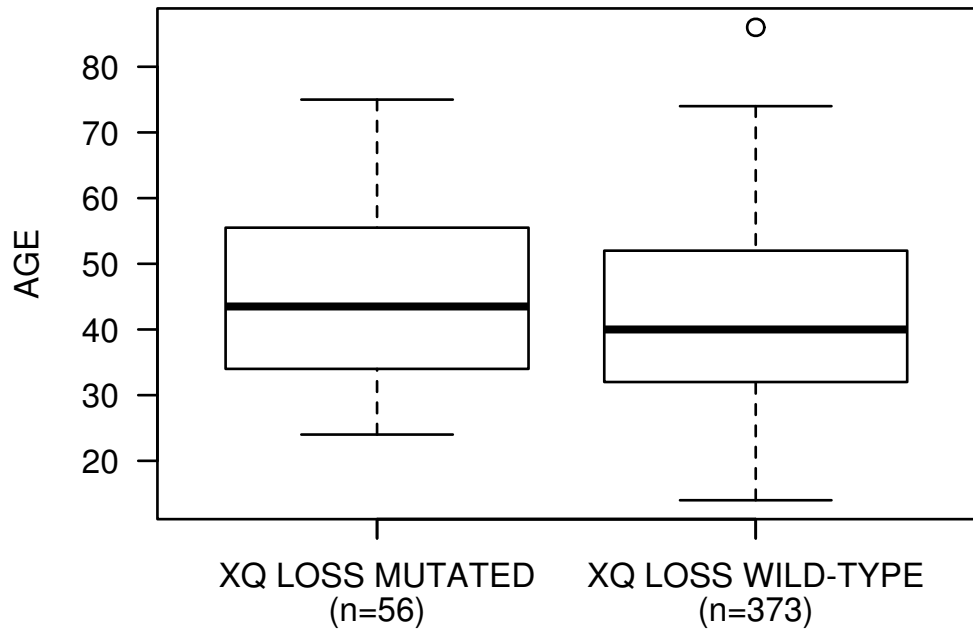 AGE
80
70
60
50
40
30
20
XQ LOSS MUTATED
(n=56)
XQ LOSS WILD-TYPE
(n=373)